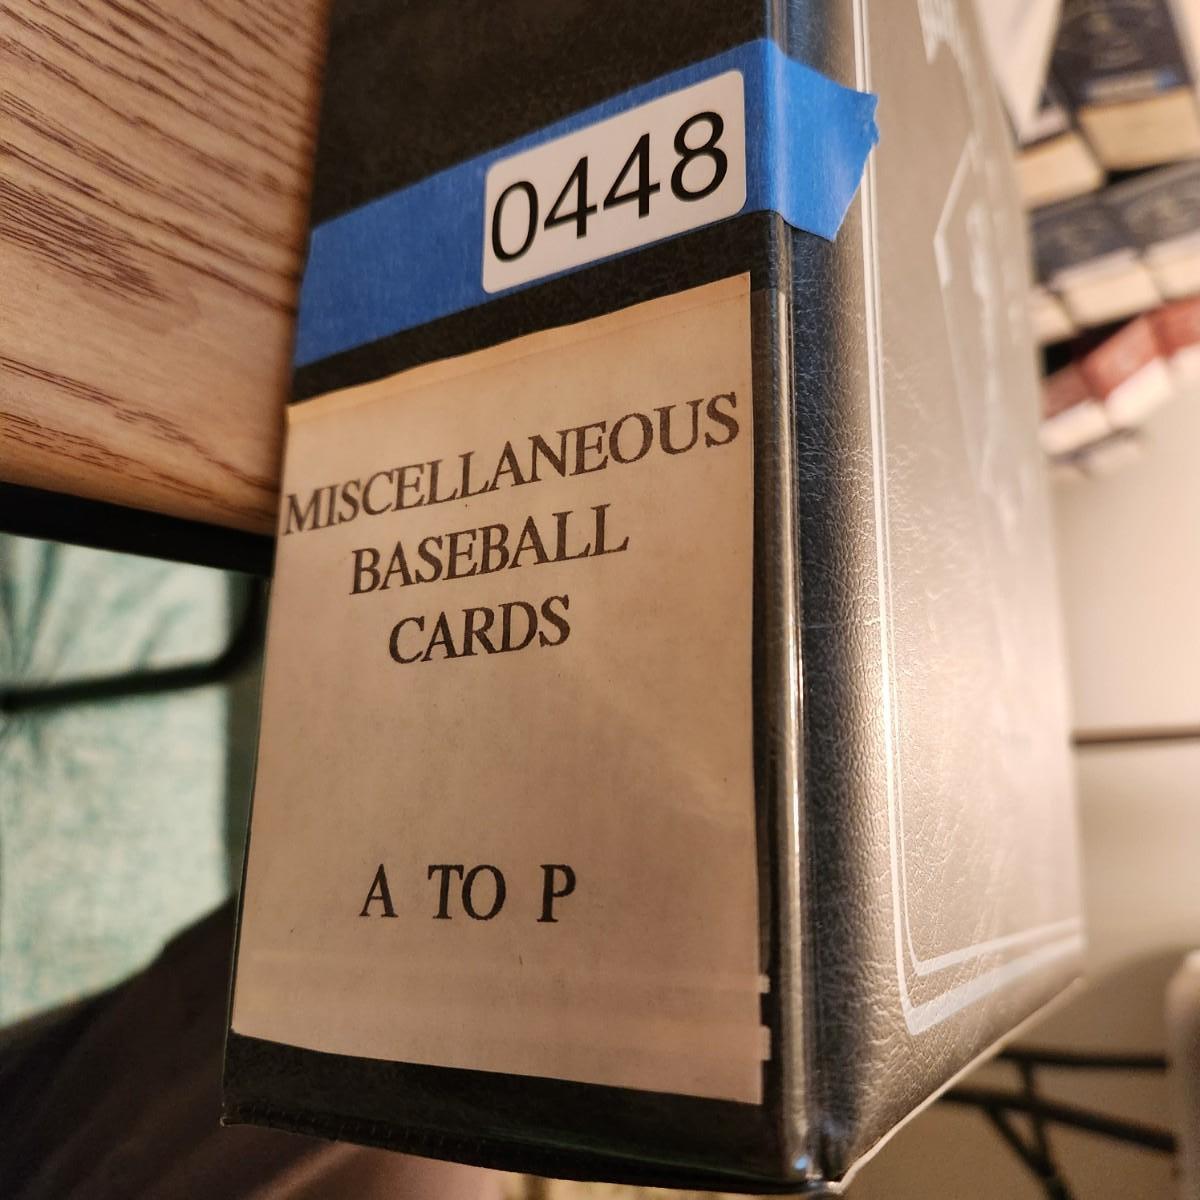 0448
MISCELLANEOUS
BASEBALL
CARDS
A TO P